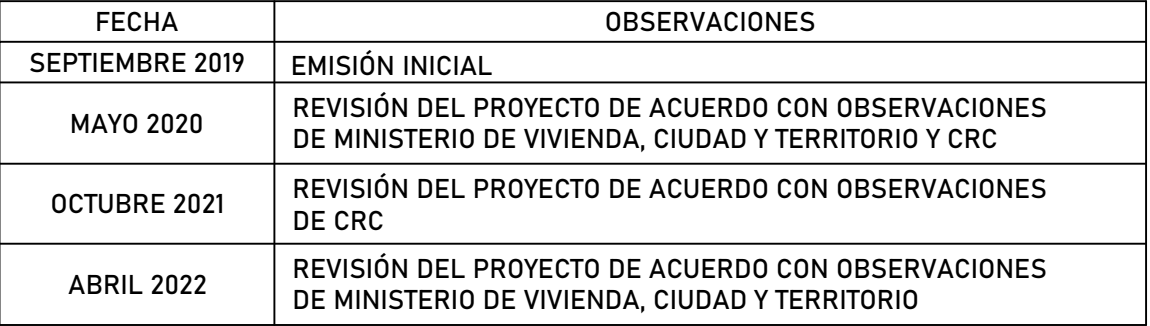 FECHA OBSERVACIONES
SEPTIEMBRE 2019 EMISIÓN INICIAL
MAYO 2020 REVISIÓN DEL PROYECTO DE ACUERDO CON OBSERVACIONES
DE MINISTERIO DE VIVIENDA, CIUDAD Y TERRITORIO Y CRC
OCTUBRE 2021 REVISIÓN DEL PROYECTO DE ACUERDO CON OBSERVACIONES
DE CRC
ABRIL 2022 REVISIÓN DEL PROYECTO DE ACUERDO CON OBSERVACIONES
DE MINISTERIO DE VIVIENDA, CIUDAD Y TERRITORIO